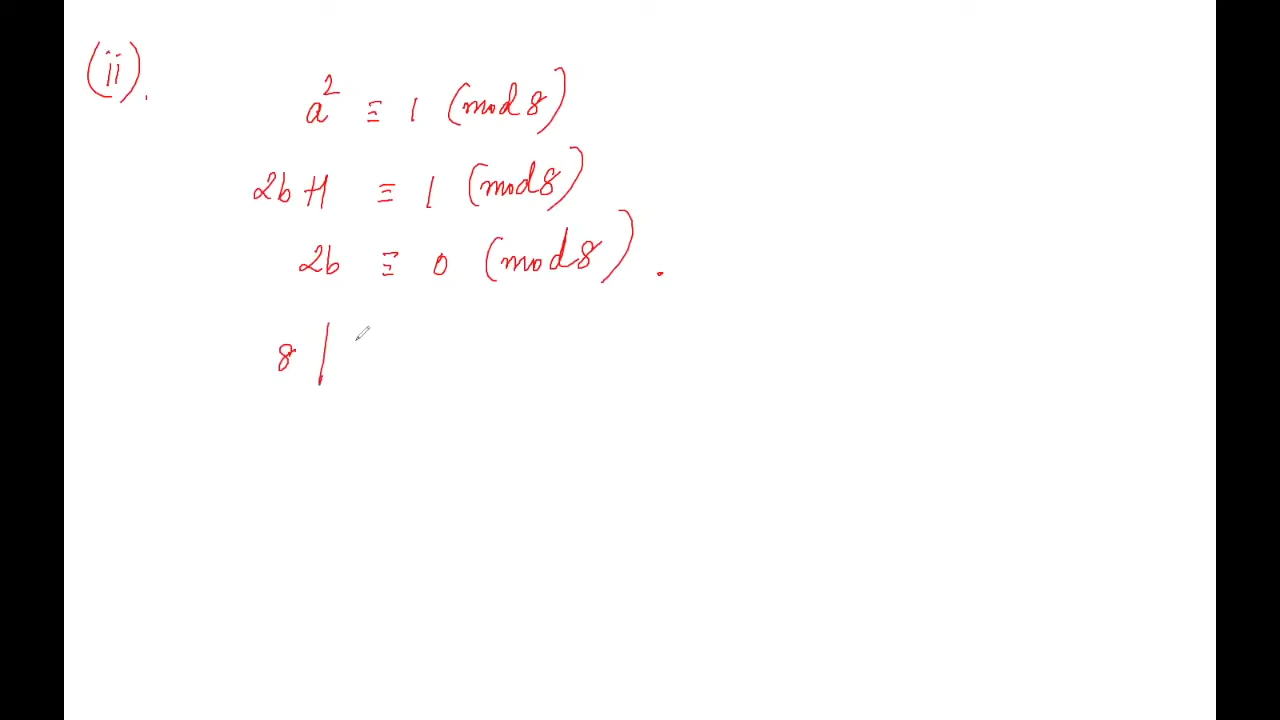 (ii).
a² ≡ 1 (mod 8)
2b+1 ≡ 1 (mod 8)
2b ≡ 0 (mod 8).
8 |